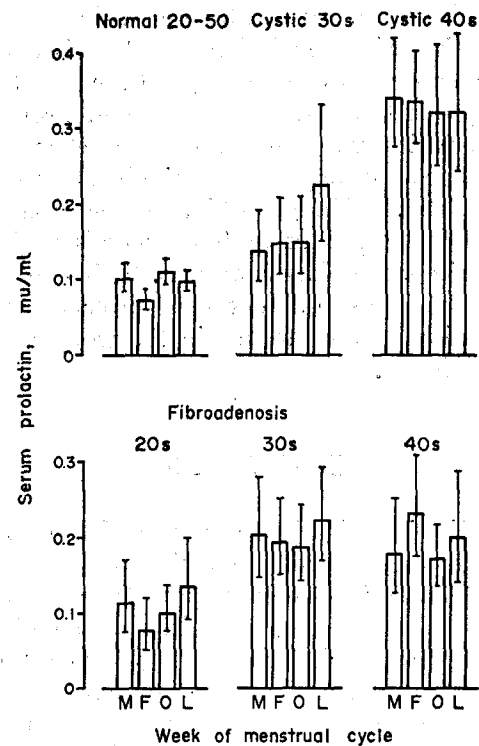 Normal 20-50 Cystic 30s Cystic 40s
0.4
0.3
0.2
0.1
0
Serum prolactin, mu/mL
Fibroadenosis
20s 30s 40s
0.3
0.2
0.1
0
M F O L M F O L M F O L
Week of menstrual cycle